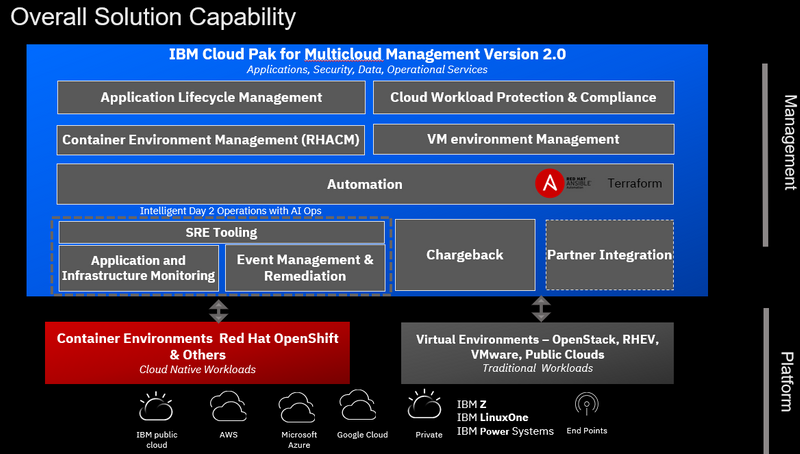 Overall Solution Capability
IBM Cloud Pak for Multicloud Management Version 2.0
Applications, Security, Data, Operational Services
Application Lifecycle Management
Cloud Workload Protection & Compliance
Container Environment Management (RHACM)
VM environment Management
Automation
RED HAT
ANSIBLE
Terraform
Intelligent Day 2 Operations with AI Ops
SRE Tooling
Application and
Infrastructure Monitoring
Event Management &
Remediation
Chargeback
Partner Integration
Management
Container Environments Red Hat OpenShift
& Others
Cloud Native Workloads
Virtual Environments – OpenStack, RHEV,
VMware, Public Clouds
Traditional Workloads
Platform
IBM public
cloud
AWS
Microsoft
Azure
Google Cloud
Private
IBM Z
IBM LinuxOne
IBM Power Systems
End Points